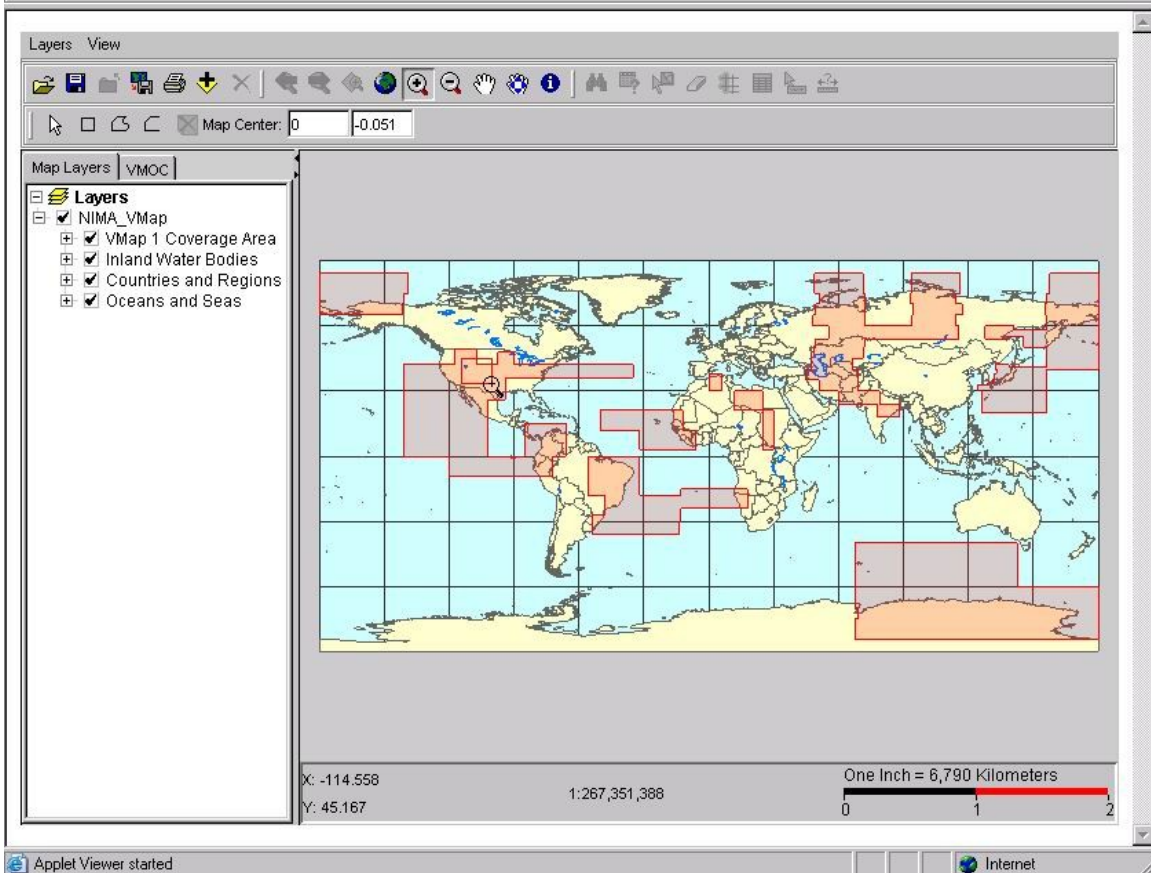 Layers View
Map Center: 0 -0.051
Map Layers VMOC
Layers
NIMA_VMap
VMap 1 Coverage Area
Inland Water Bodies
Countries and Regions
Oceans and Seas
X: -114.558
Y: 45.167
1:267,351,388
One Inch = 6,790 Kilometers
0 1 2
Applet Viewer started Internet